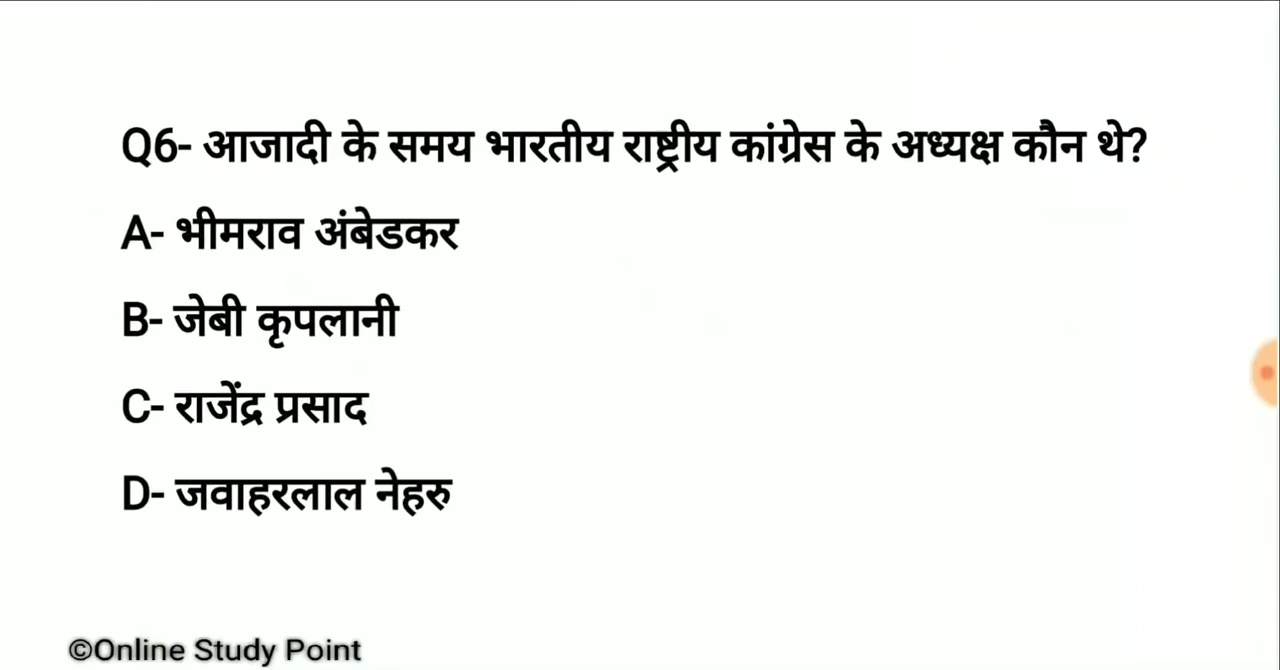 Q6- आजादी के समय भारतीय राष्ट्रीय कांग्रेस के अध्यक्ष कौन थे?
A- भीमराव अंबेडकर
B- जेबी कृपलानी
C- राजेंद्र प्रसाद
D- जवाहरलाल नेहरु
©Online Study Point